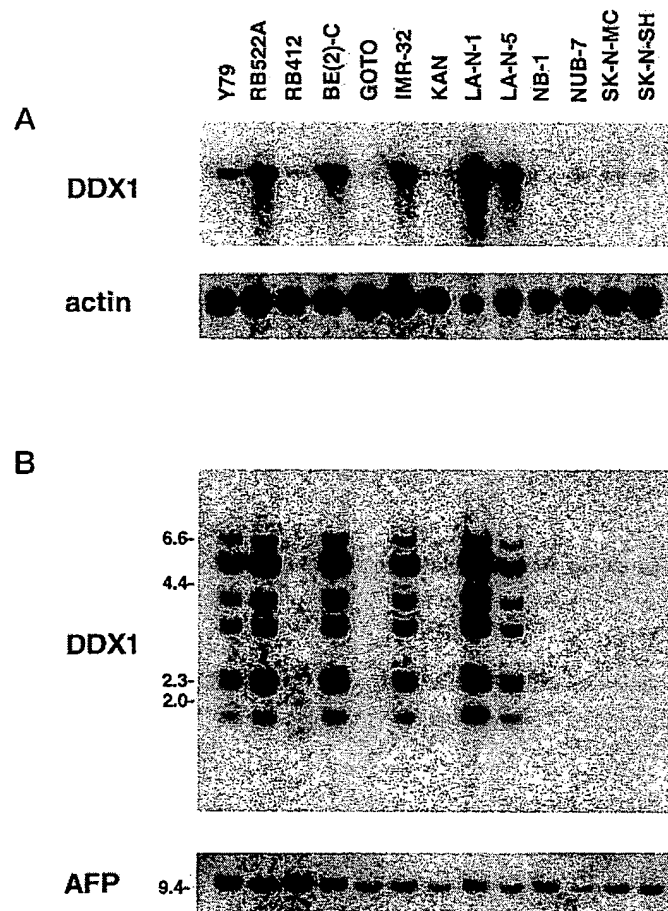 Y79
RB522A
RB412
BE(2)-C
GOTO
IMR-32
KAN
LA-N-1
LA-N-5
NB-1
NUB-7
SK-N-MC
SK-N-SH
A
DDX1
actin
B
6.6-
4.4-
DDX1
2.3-
2.0-
AFP
9.4-